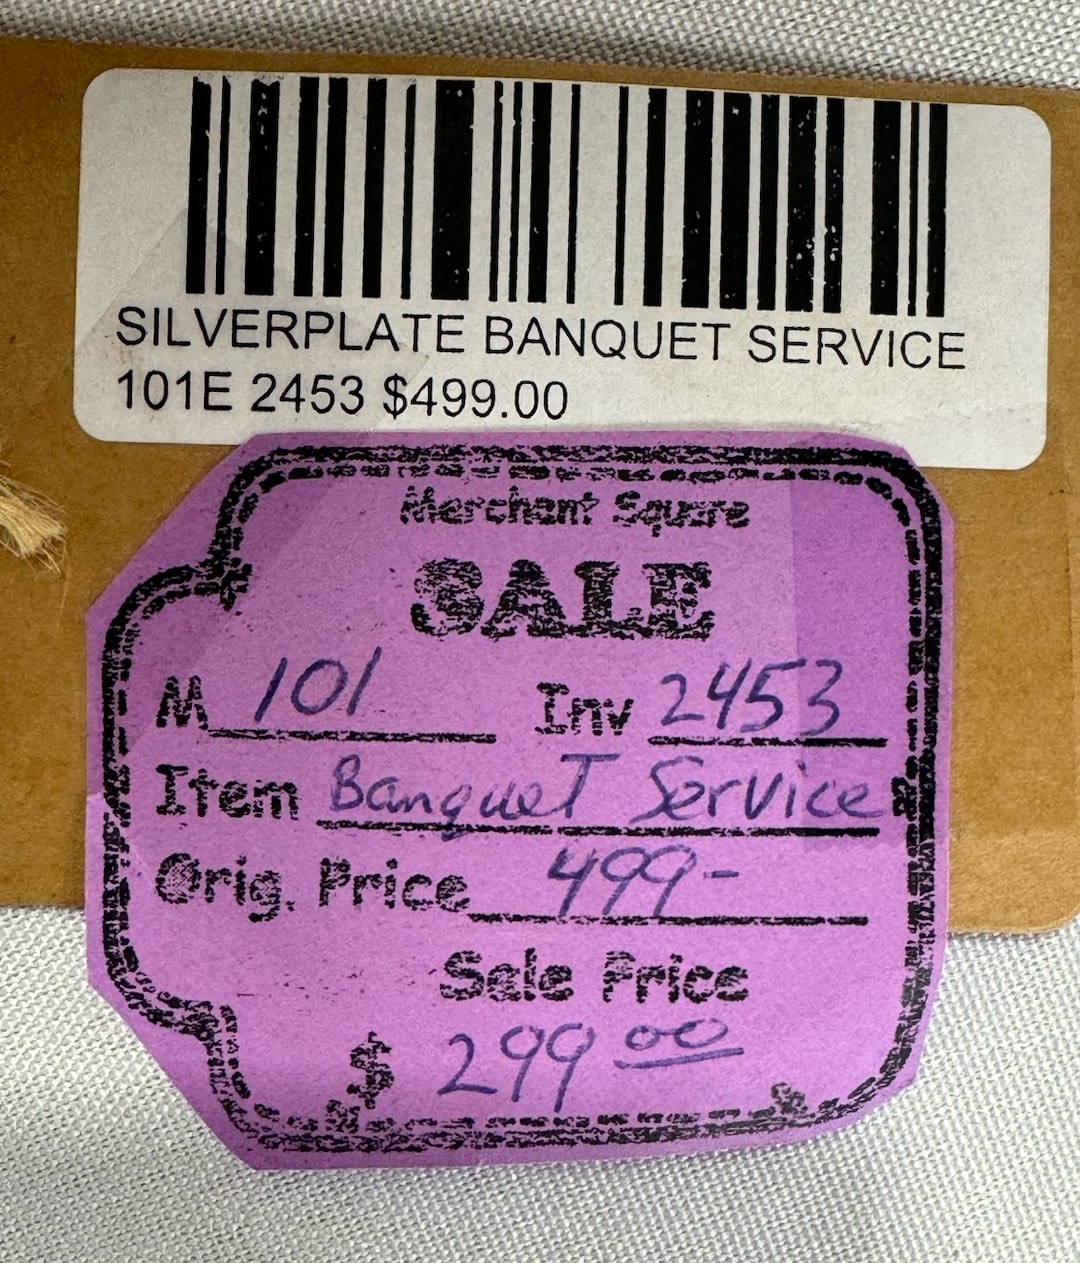 SILVERPLATE BANQUET SERVICE
101E 2453 $499.00
Merchant Square
SALE
M 101 Inv 2453
Item BanqueT Service
Orig. Price 499-
Sale Price
$ 299 00